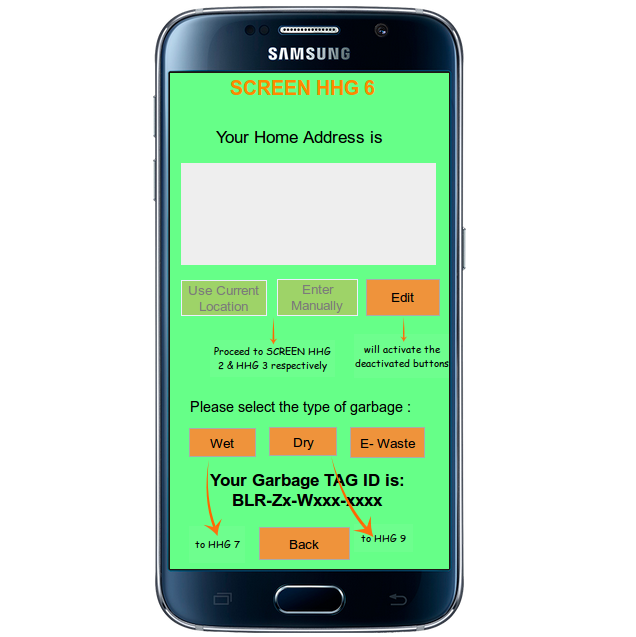 SAMSUNG
SCREEN HHG 6
Your Home Address is
Use Current
Location
Enter
Manually
Edit
Proceed to SCREEN HHG
2 & HHG 3 respectively
will activate the
deactivated buttons
Please select the type of garbage :
Wet
Dry
E- Waste
Your Garbage TAG ID is:
BLR-Zx-Wxxx-xxxx
to HHG 7
Back
to HHG 9